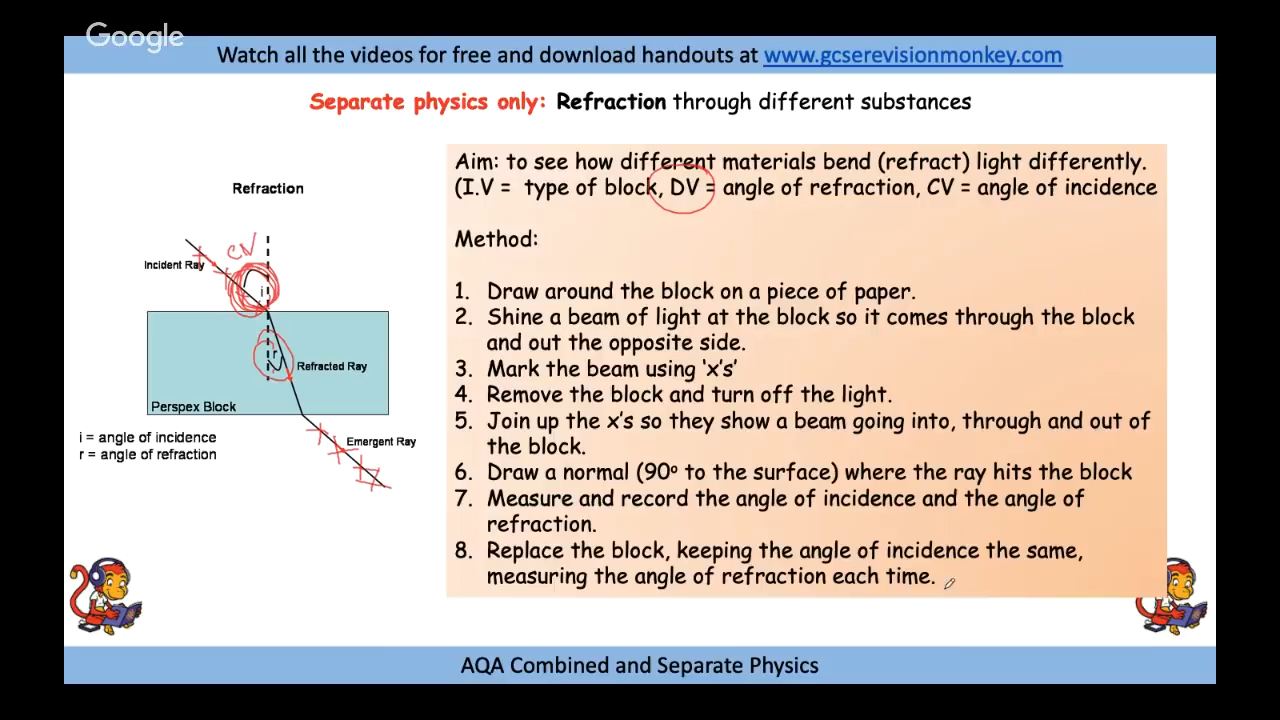 Google
Watch all the videos for free and download handouts at www.gcserevisionmonkey.com
Separate physics only: Refraction through different substances
Refraction
CV
Incident Ray
i
r
Refracted Ray
Perspex Block
Emergent Ray
i = angle of incidence
r = angle of refraction
Aim: to see how different materials bend (refract) light differently.
(I.V = type of block, DV = angle of refraction, CV = angle of incidence
Method:
1. Draw around the block on a piece of paper.
2. Shine a beam of light at the block so it comes through the block
and out the opposite side.
3. Mark the beam using ‘x’s’
4. Remove the block and turn off the light.
5. Join up the x’s so they show a beam going into, through and out of
the block.
6. Draw a normal (90º to the surface) where the ray hits the block
7. Measure and record the angle of incidence and the angle of
refraction.
8. Replace the block, keeping the angle of incidence the same,
measuring the angle of refraction each time.
AQA Combined and Separate Physics